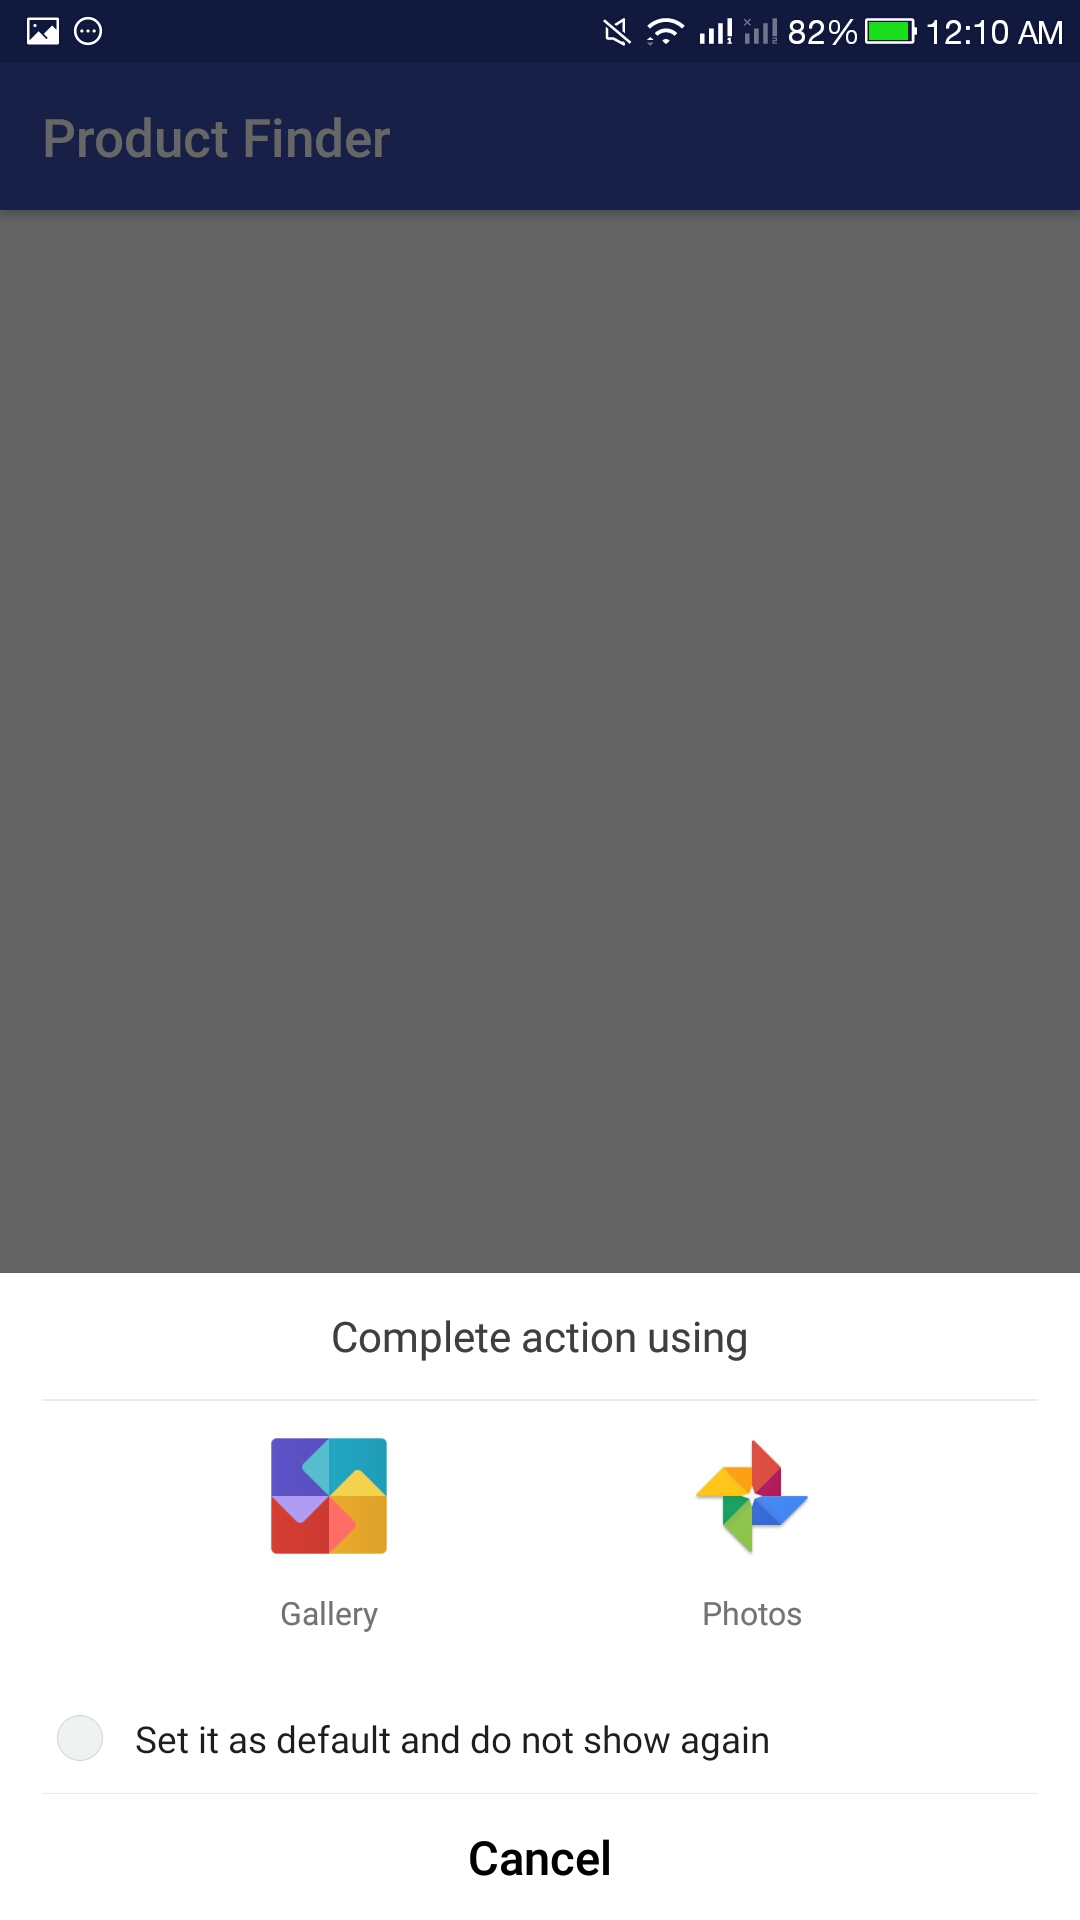 82% 12:10 AM
Product Finder
Complete action using
Gallery Photos
Set it as default and do not show again
Cancel